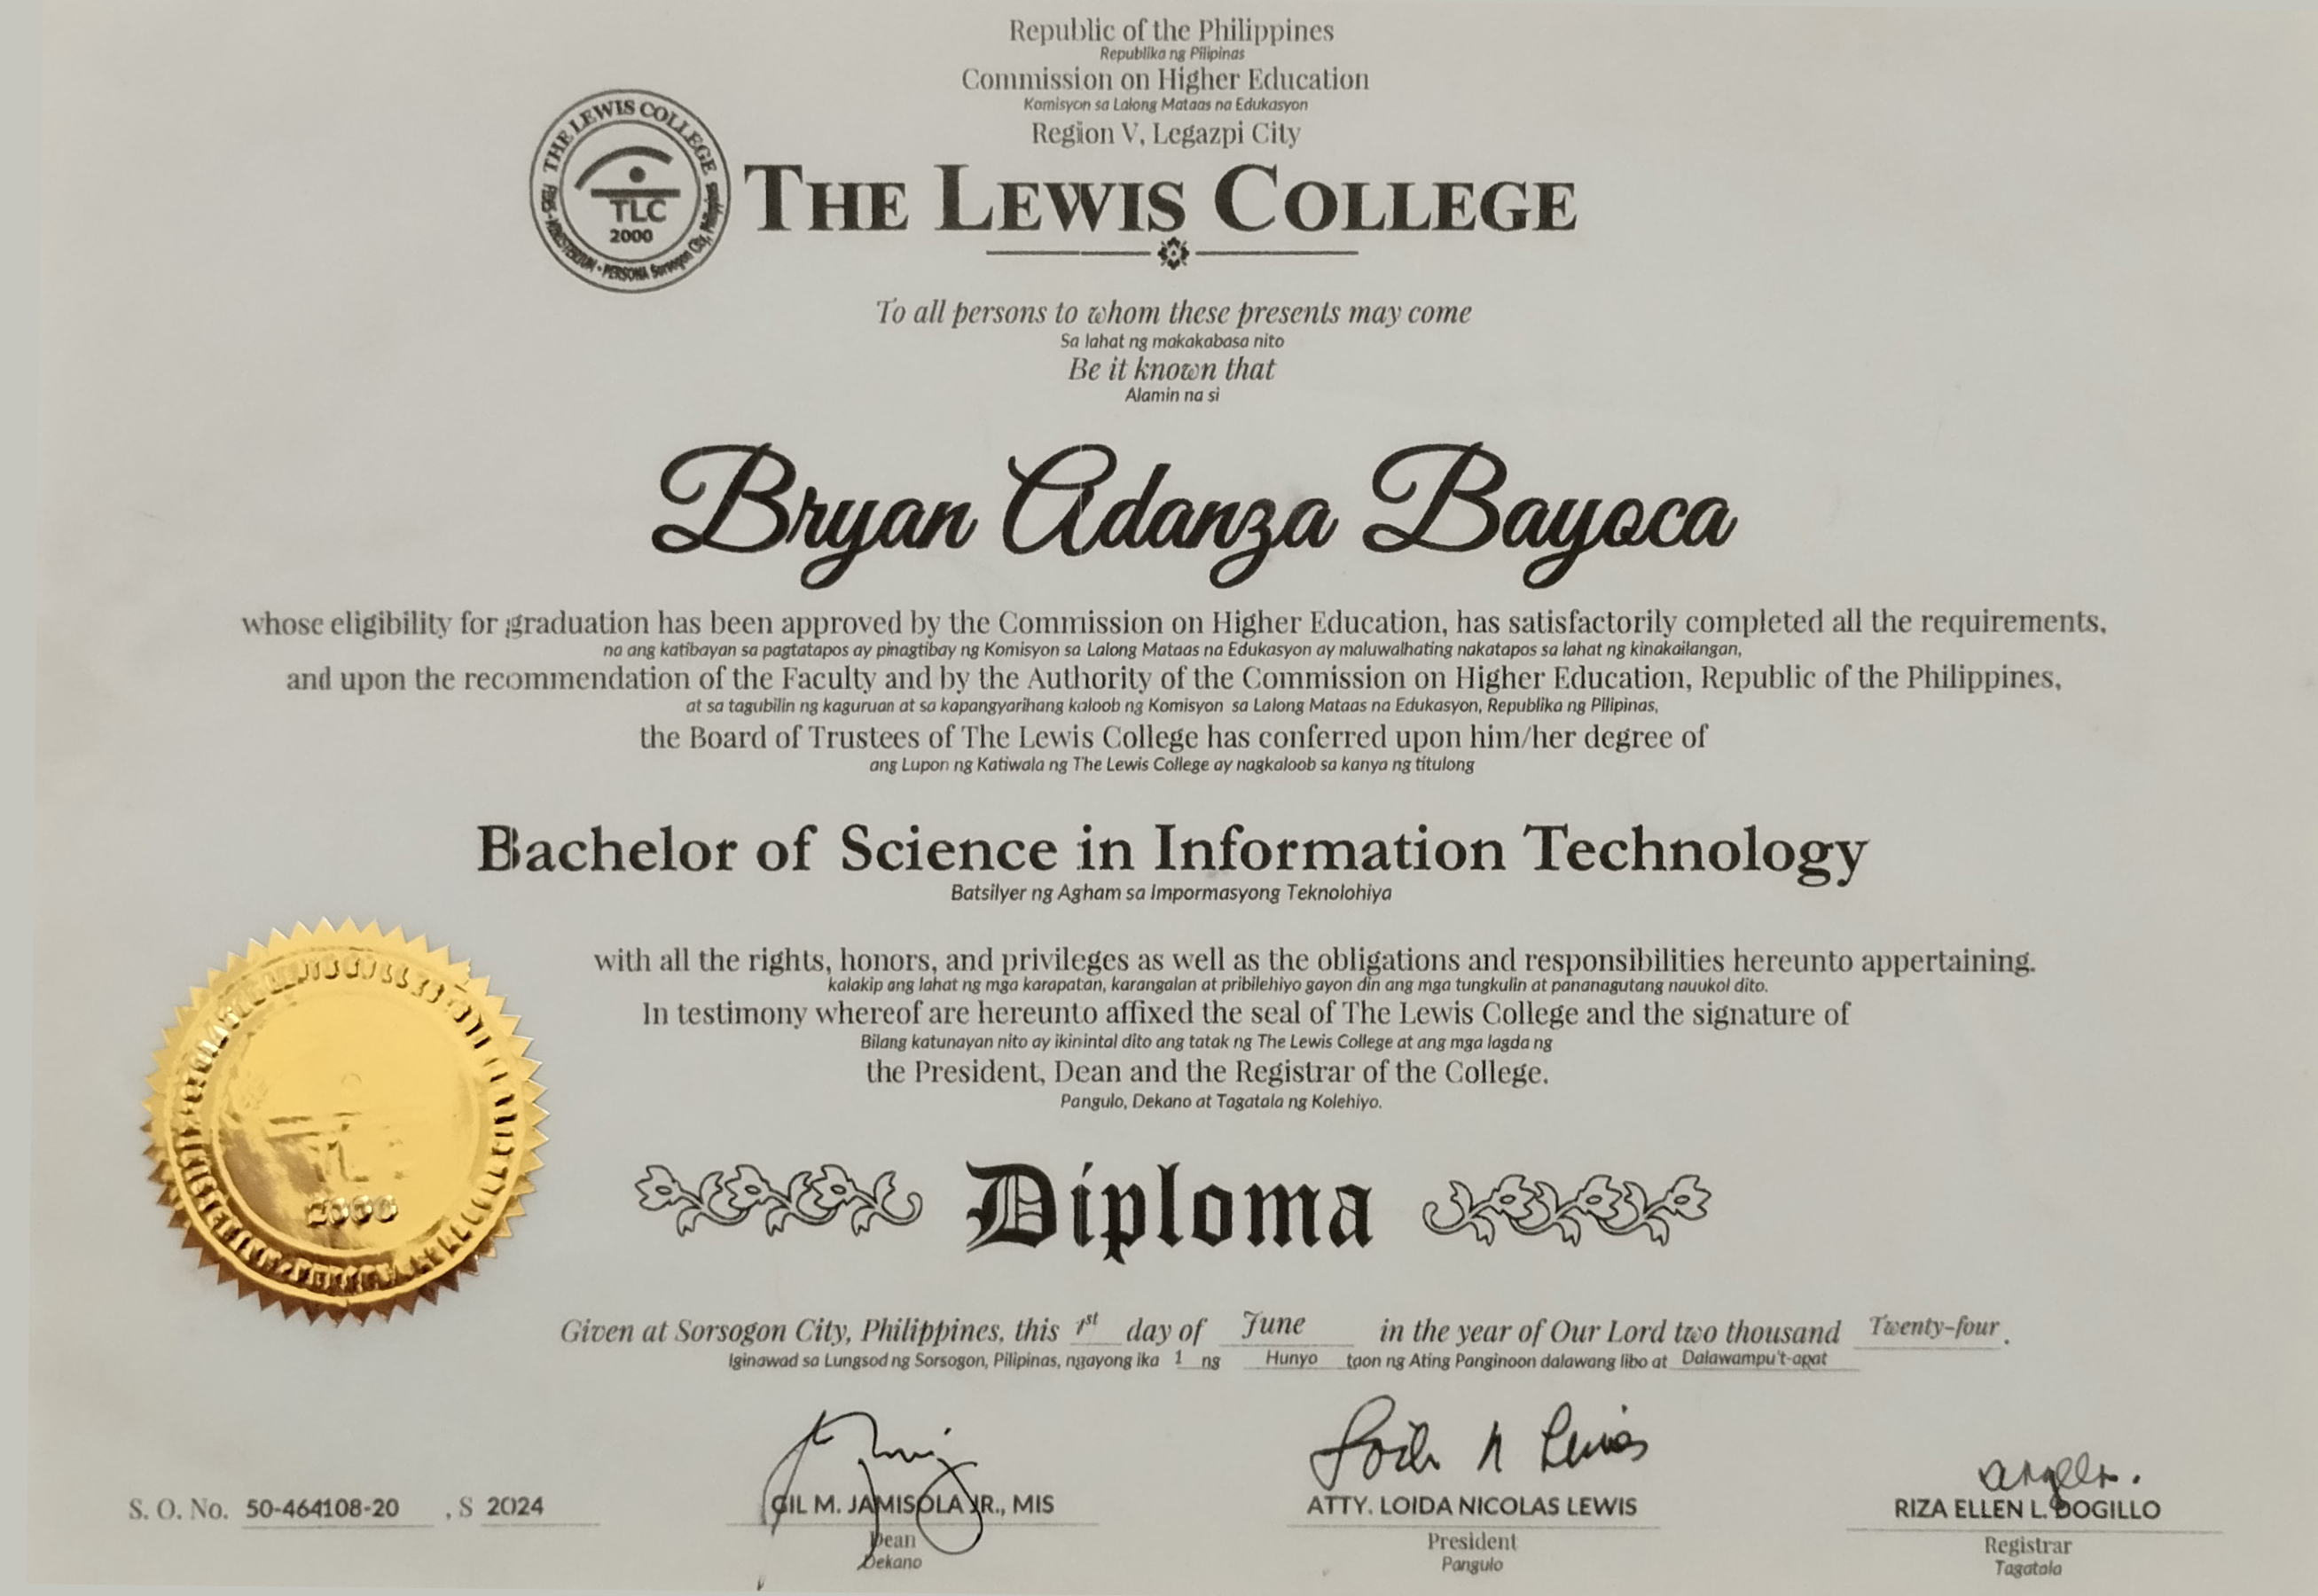 Republic of the Philippines
Republika ng Pilipinas
Commission on Higher Education
Komisyon sa Lalong Mataas na Edukasyon
Region V, Legazpi City
THE LEWIS COLLEGE
THE LEWIS COLLEGE
FIDES - MINISTERIUM - PERSONA Sorsogon City, Philippines
TLC
2000
To all persons to whom these presents may come
Sa lahat ng makakabasa nito
Be it known that
Alamin na si
Bryan Adanza Bayoca
whose eligibility for graduation has been approved by the Commission on Higher Education, has satisfactorily completed all the requirements,
na ang katibayan sa pagtatapos ay pinagtibay ng Komisyon sa Lalong Mataas na Edukasyon ay maluwalhating nakatapos sa lahat ng kinakailangan,
and upon the recommendation of the Faculty and by the Authority of the Commission on Higher Education, Republic of the Philippines,
at sa tagubilin ng kaguruan at sa kapangyarihang kaloob ng Komisyon sa Lalong Mataas na Edukasyon, Republika ng Pilipinas,
the Board of Trustees of The Lewis College has conferred upon him/her degree of
ang Lupon ng Katiwala ng The Lewis College ay nagkaloob sa kanya ng titulong
Bachelor of Science in Information Technology
Batsilyer ng Agham sa Impormasyong Teknolohiya
with all the rights, honors, and privileges as well as the obligations and responsibilities hereunto appertaining.
kalakip ang lahat ng mga karapatan, karangalan at pribilehiyo gayon din ang mga tungkulin at pananagutang nauukol dito.
In testimony whereof are hereunto affixed the seal of The Lewis College and the signature of
Bilang katunayan nito ay ikinintal dito ang tatak ng The Lewis College at ang mga lagda ng
the President, Dean and the Registrar of the College.
Pangulo, Dekano at Tagatala ng Kolehiyo.
TLC
2000
Diploma
Given at Sorsogon City, Philippines, this 1st day of June in the year of Our Lord two thousand Twenty-four.
Iginawad sa Lungsod ng Sorsogon, Pilipinas, ngayong ika 1 ng Hunyo taon ng Ating Panginoon dalawang libo at Dalawampu't-apat
Loida N Lewis
S. O. No. 50-464108-20 , S 2024
GIL M. JAMISOLA JR., MIS
Dean
Dekano
ATTY. LOIDA NICOLAS LEWIS
President
Pangulo
RIZA ELLEN L. DOGILLO
Registrar
Tagatala